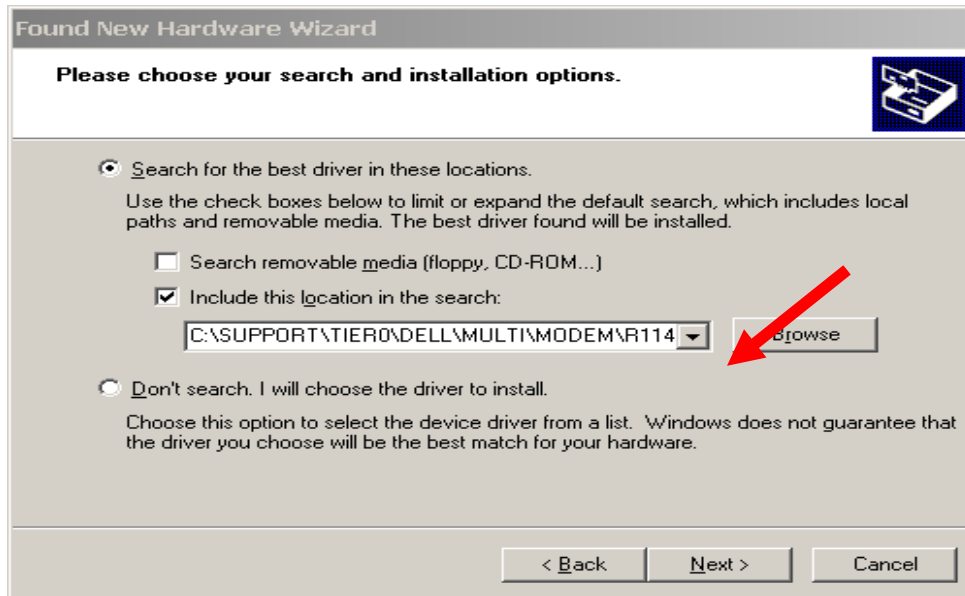 Found New Hardware Wizard
Please choose your search and installation options.
Search for the best driver in these locations.
Use the check boxes below to limit or expand the default search, which includes local
paths and removable media. The best driver found will be installed.
Search removable media (floppy, CD-ROM...)
Include this location in the search:
C:\SUPPORT\TIER0\DELL\MULTI\MODEM\R114
Browse
Don't search. I will choose the driver to install.
Choose this option to select the device driver from a list. Windows does not guarantee that
the driver you choose will be the best match for your hardware.
< Back Next > Cancel